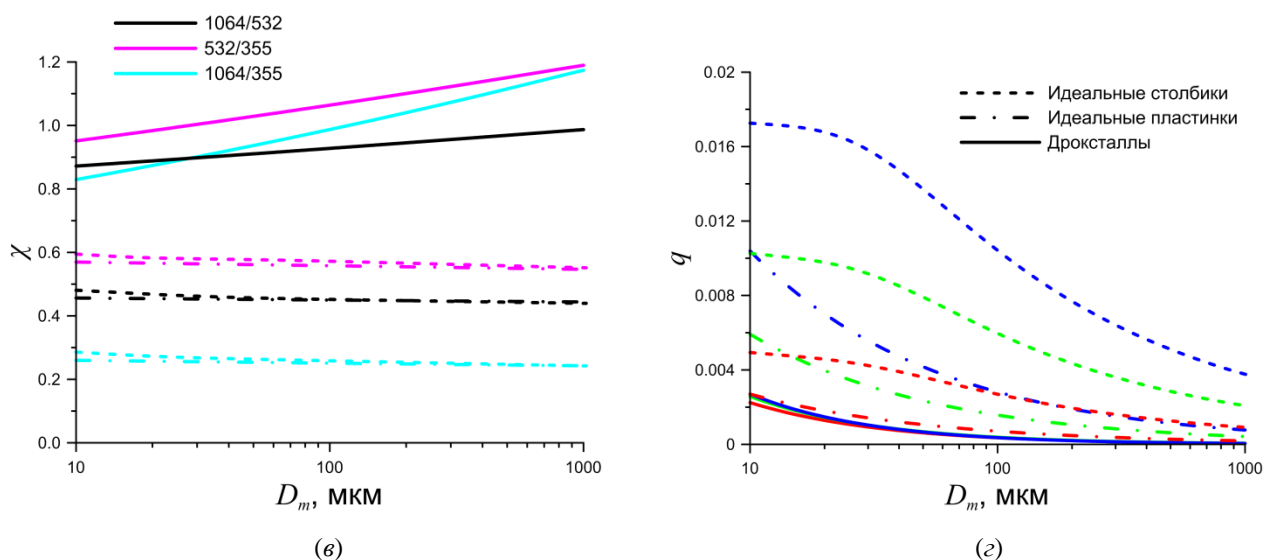 1064/532
532/355
1064/355
1.2
1.0
0.8
0.6
0.4
0.2
0.0
χ
10
100
1000
D_m, мкм
(в)
0.02
0.016
0.012
0.008
0.004
0
q
Идеальные столбики
Идеальные пластинки
Дроксталлы
10
100
1000
D_m, мкм
(г)